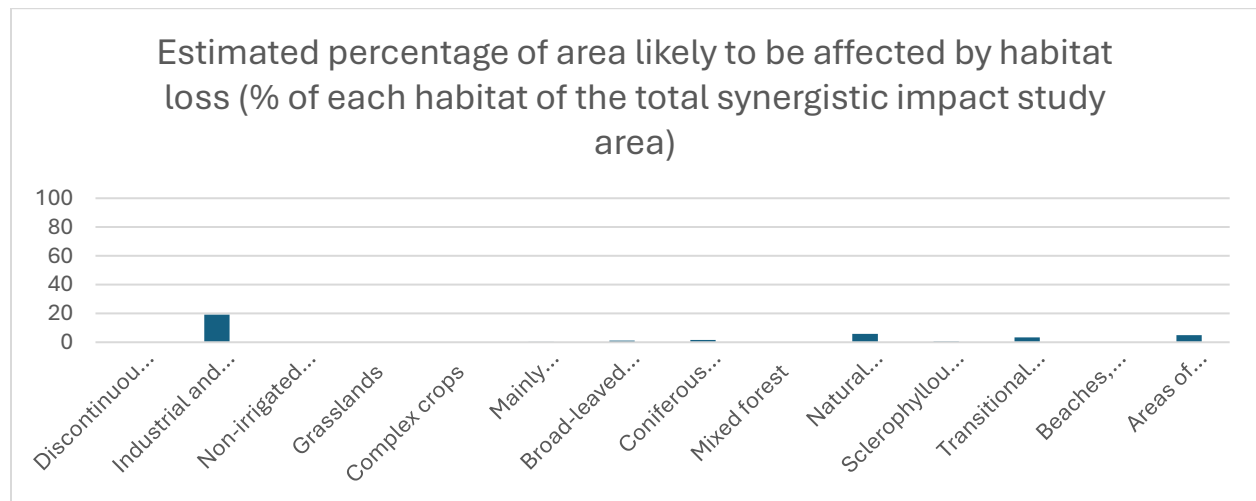 Estimated percentage of area likely to be affected by habitat
loss (% of each habitat of the total synergistic impact study
area)
100
80
60
40
20
0
Discontinuou...
Industrial and...
Non-irrigated...
Grasslands
Complex crops
Mainly...
Broad-leaved...
Coniferous...
Mixed forest
Natural...
Sclerophyllou...
Transitional...
Beaches,...
Areas of...